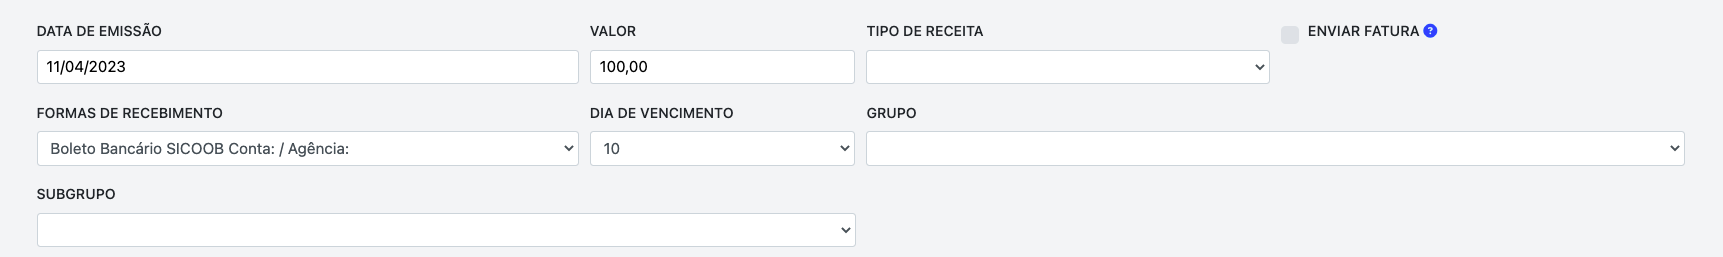 DATA DE EMISSÃO VALOR TIPO DE RECEITA ENVIAR FATURA ?
11/04/2023 100,00
FORMAS DE RECEBIMENTO DIA DE VENCIMENTO GRUPO
Boleto Bancário SICOOB Conta: / Agência: 10
SUBGRUPO